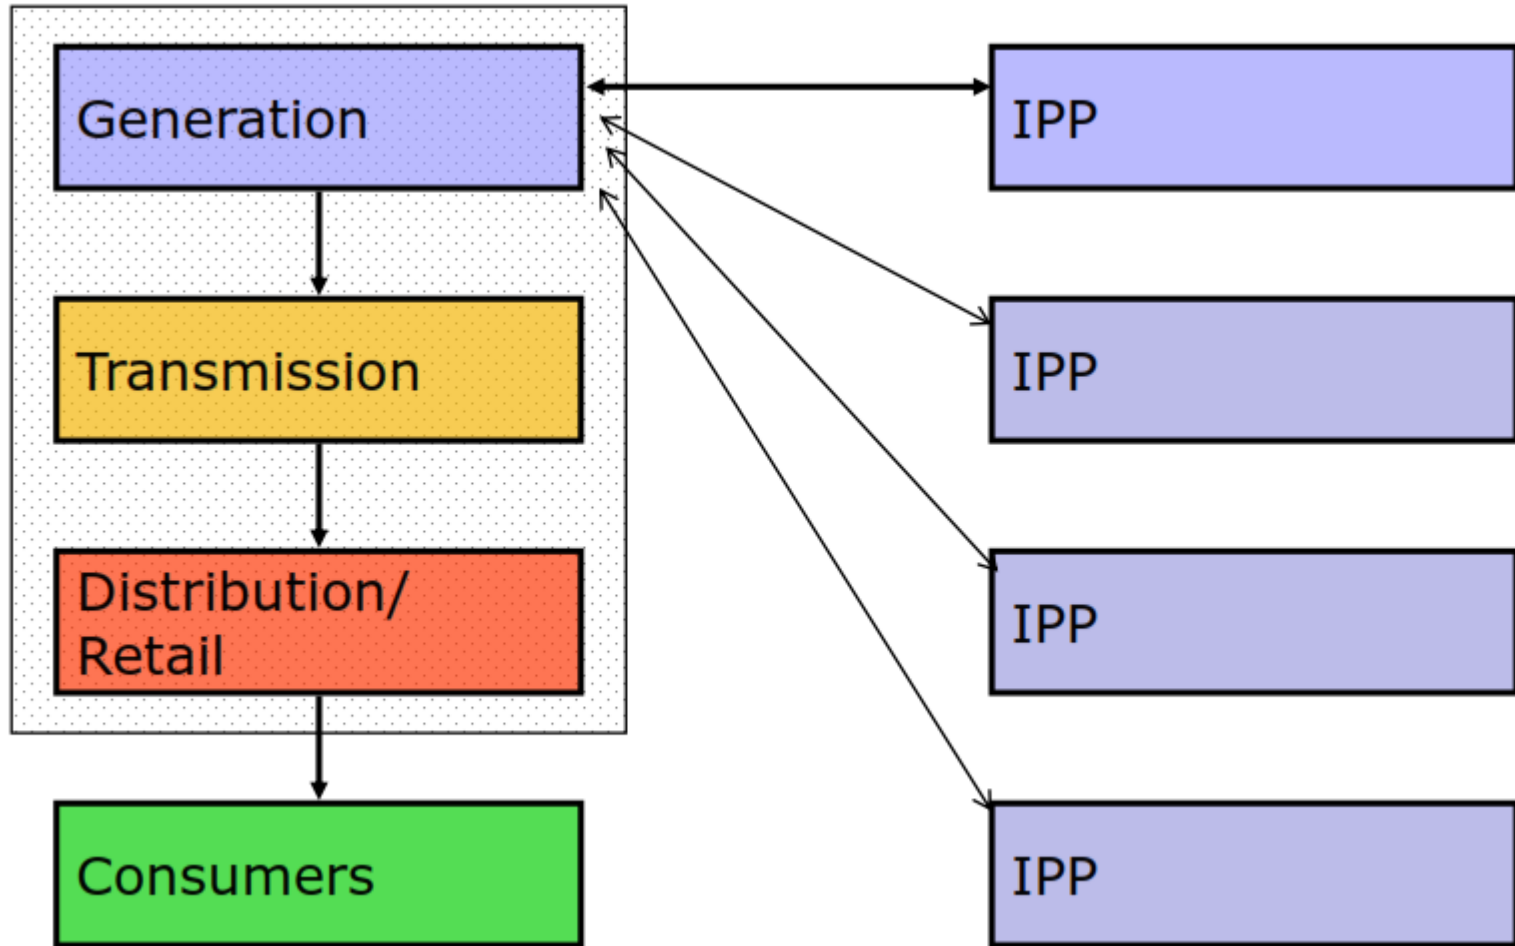 Generation
IPP
Transmission
IPP
Distribution/
Retail
IPP
Consumers
IPP